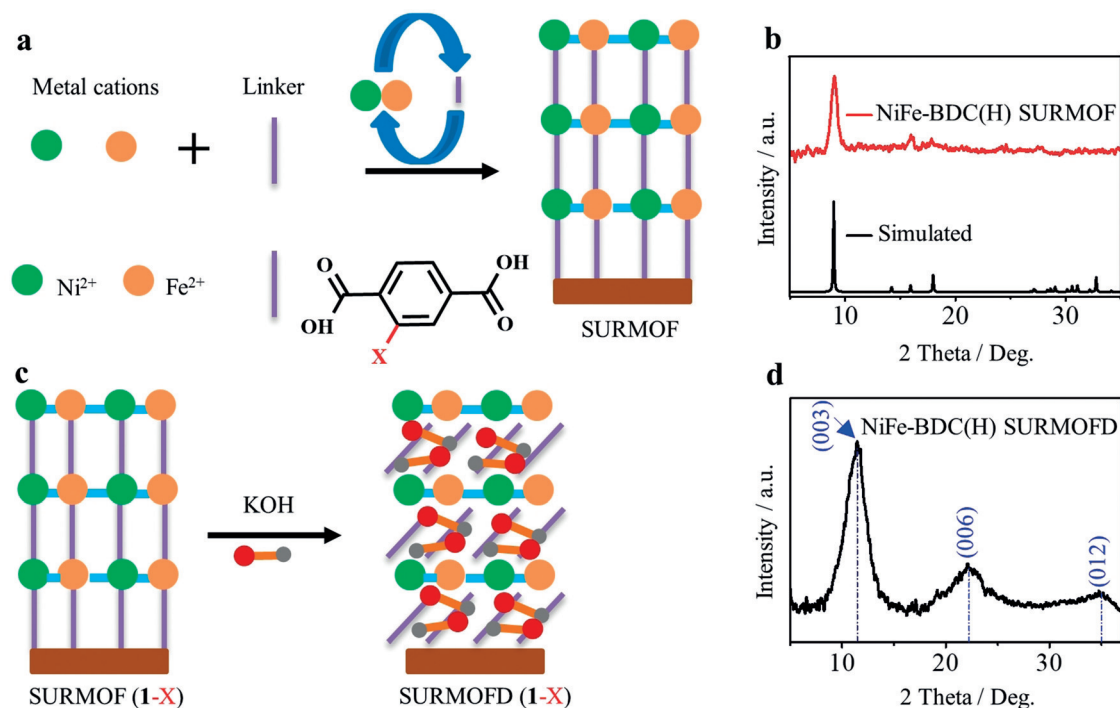 a
Metal cations
Linker
+
Ni²⁺
Fe²⁺
O
OH
OH
O
X
SURMOF
b
Intensity / a.u.
NiFe-BDC(H) SURMOF
Simulated
10 20 30
2 Theta / Deg.
c
KOH
SURMOF (1-X)
SURMOFD (1-X)
d
Intensity / a.u.
(003)
NiFe-BDC(H) SURMOFD
(006)
(012)
10 20 30
2 Theta / Deg.